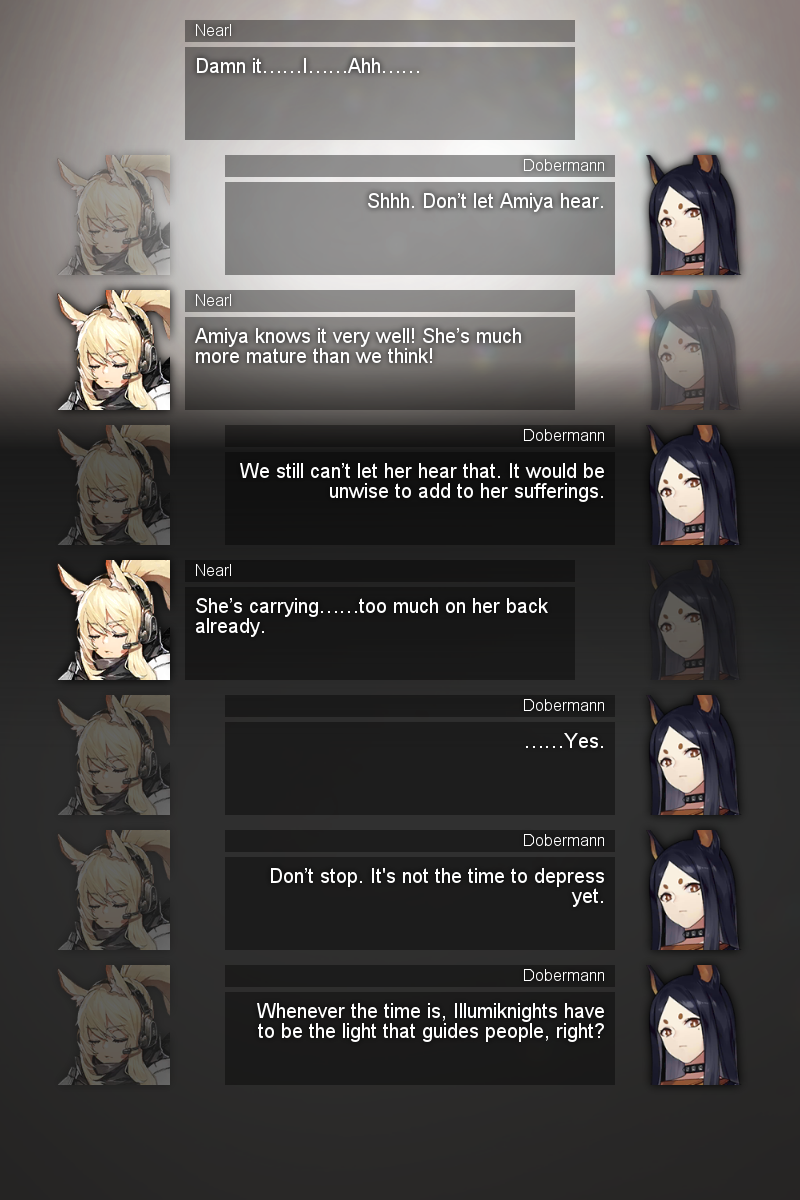 Nearl
Damn it……I……Ahh……
Dobermann
Shhh. Don't let Amiya hear.
Nearl
Amiya knows it very well! She's much
more mature than we think!
Dobermann
We still can't let her hear that. It would be
unwise to add to her sufferings.
Nearl
She's carrying……too much on her back
already.
Dobermann
……Yes.
Dobermann
Don't stop. It's not the time to depress
yet.
Dobermann
Whenever the time is, Illumiknights have
to be the light that guides people, right?